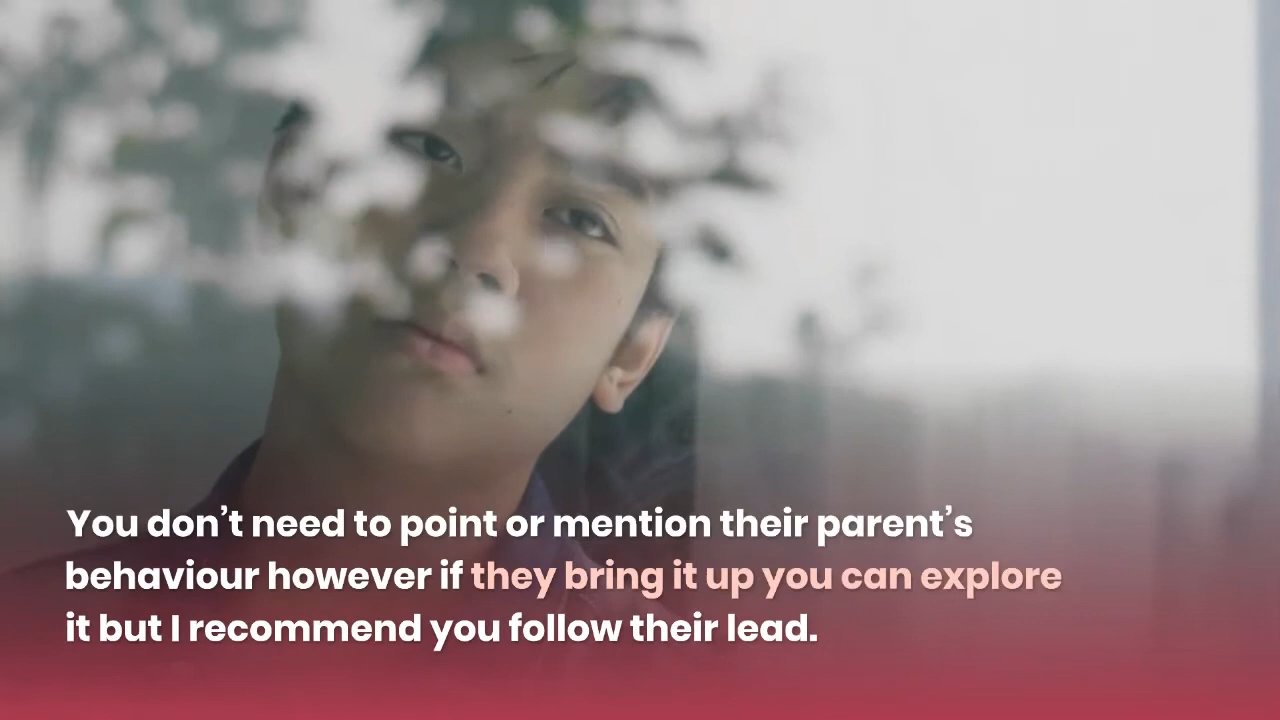 You don’t need to point or mention their parent’s
behaviour however if they bring it up you can explore
it but I recommend you follow their lead.